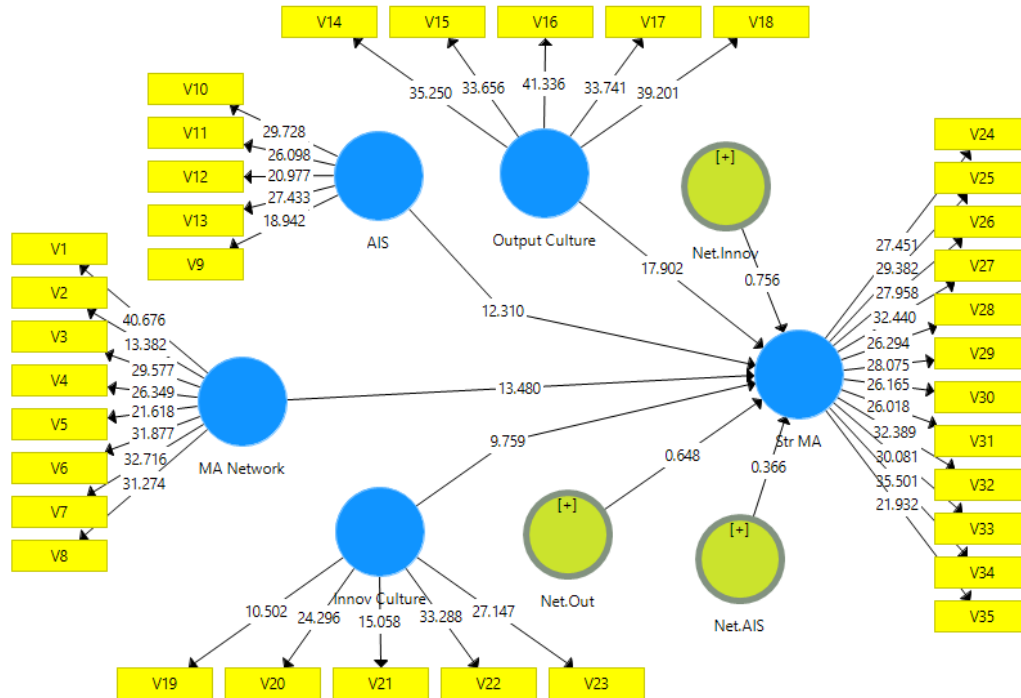 V14
V15
V16
V17
V18
35.250
33.656
41.336
33.741
39.201
V10
V11
V12
V13
V9
29.728
26.098
20.977
27.433
18.942
AIS
Output Culture
[+]
Net.Innov
17.902
0.756
12.310
V1
V2
V3
V4
V5
V6
V7
V8
40.676
13.382
29.577
26.349
21.618
31.877
32.716
31.274
MA Network
13.480
9.759
Str MA
V24
V25
V26
V27
V28
V29
V30
V31
V32
V33
V34
V35
27.451
29.382
27.958
32.440
26.294
28.075
26.165
26.018
32.389
30.081
35.501
21.932
0.648
0.366
[+]
Net.Out
[+]
Net.AIS
Innov Culture
10.502
24.296
15.058
33.288
27.147
V19
V20
V21
V22
V23